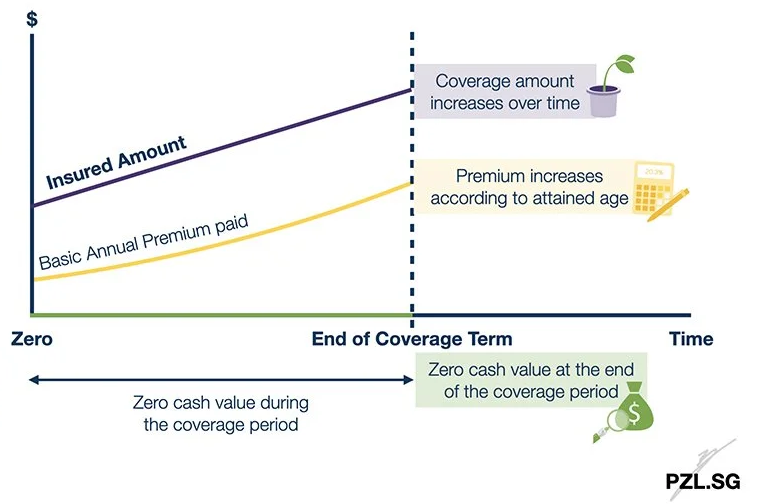 $
Coverage amount
increases over time
Insured Amount
Premium increases
according to attained age
Basic Annual Premium paid
Zero
End of Coverage Term
Time
Zero cash value during
the coverage period
Zero cash value at the end
of the coverage period
$
PZL.SG